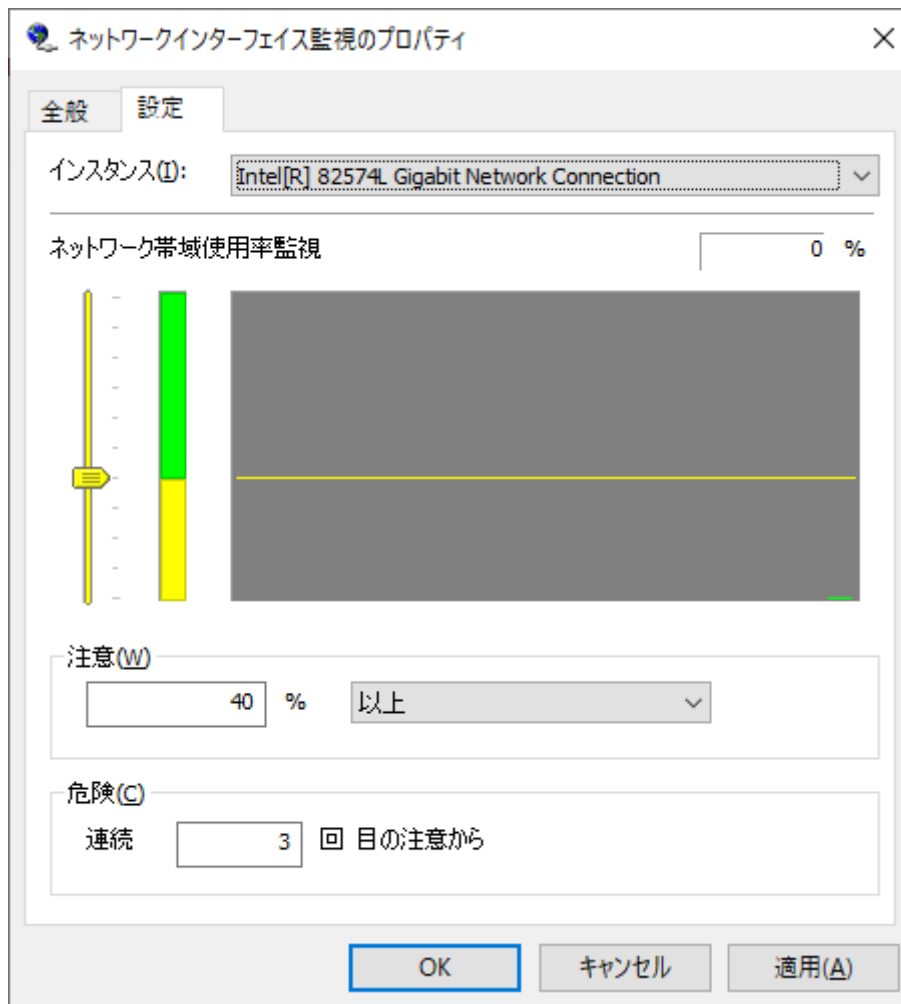 ネットワークインターフェイス監視のプロパティ
全般 設定
インスタンス(I): Intel[R] 82574L Gigabit Network Connection
ネットワーク帯域使用率監視 0 %
注意(W)
40 % 以上
危険(C)
連続 3 回 目の注意から
OK キャンセル 適用(A)